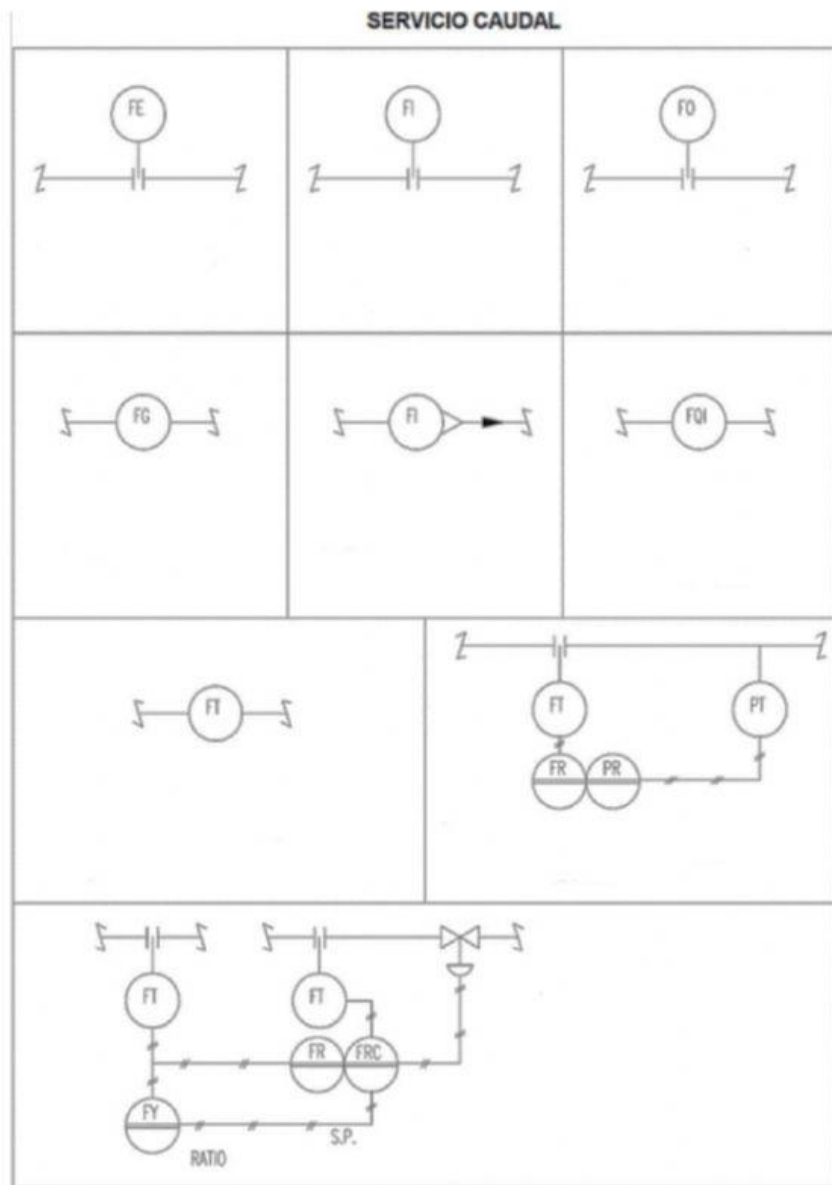 SERVICIO CAUDAL
FE
FI
FO
FG
FI
FQI
FT
FT
PT
FR
PR
FT
FT
FR
FRC
FY
S.P.
RATIO